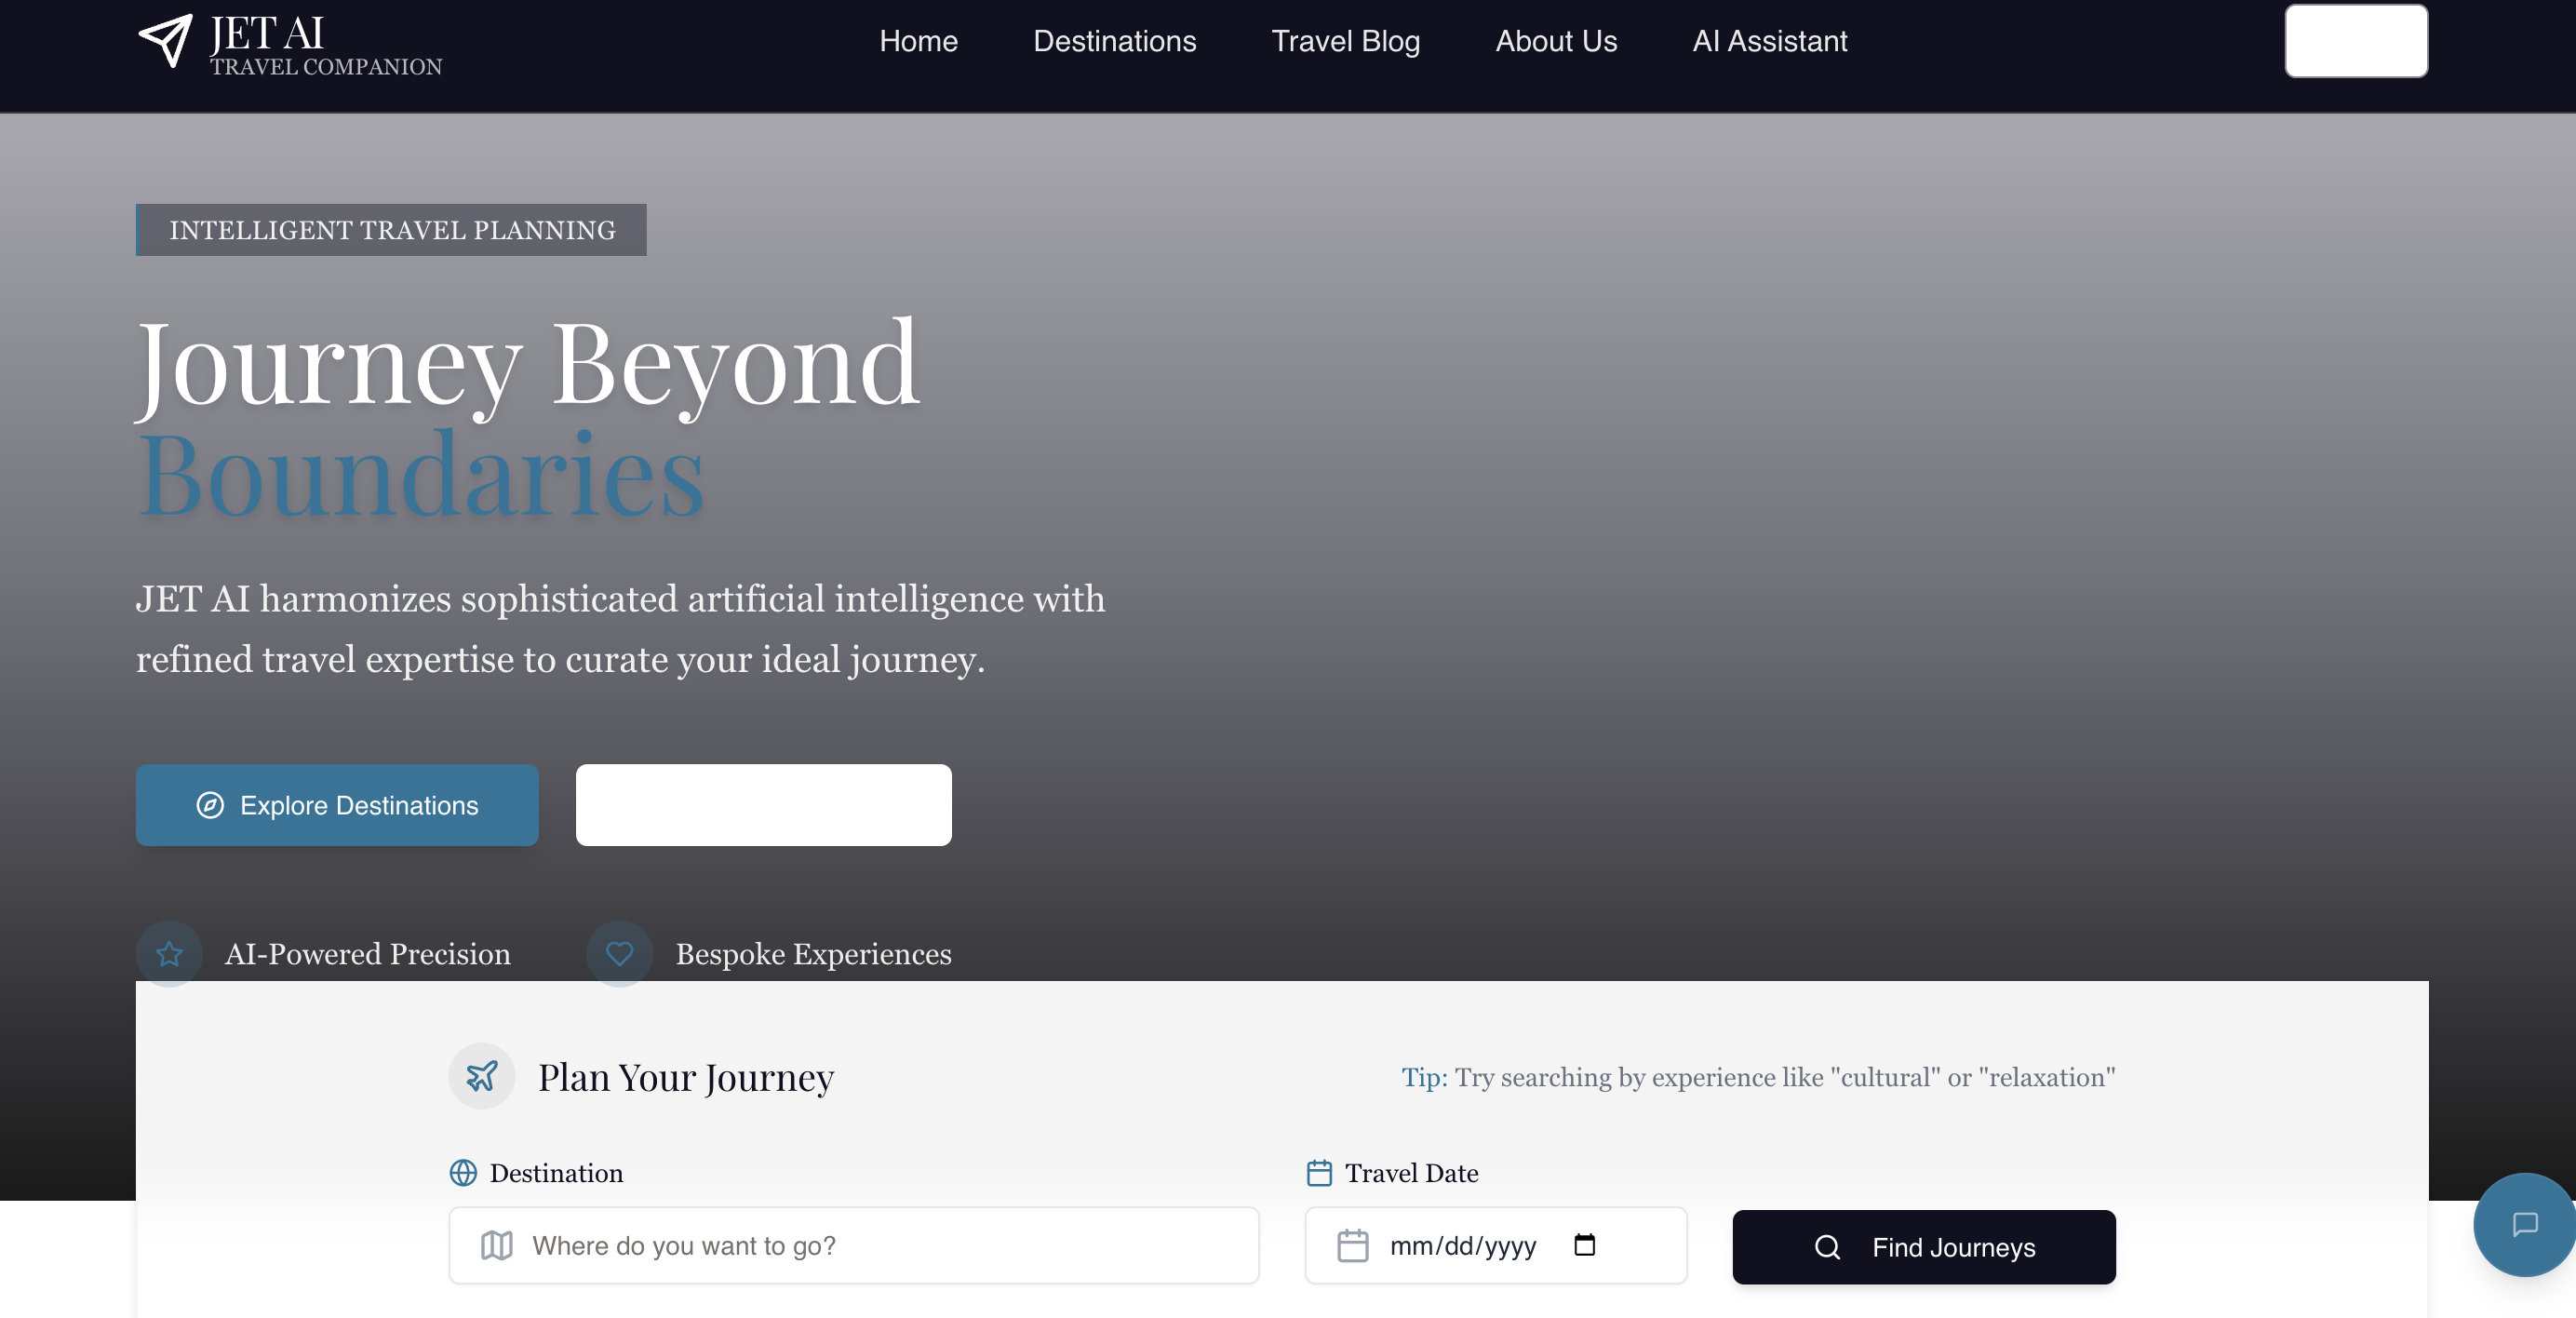 JET AI
TRAVEL COMPANION
Home
Destinations
Travel Blog
About Us
AI Assistant
INTELLIGENT TRAVEL PLANNING
Journey Beyond
Boundaries
JET AI harmonizes sophisticated artificial intelligence with
refined travel expertise to curate your ideal journey.
Explore Destinations
AI-Powered Precision
Bespoke Experiences
Plan Your Journey
Tip: Try searching by experience like "cultural" or "relaxation"
Destination
Travel Date
Where do you want to go?
mm/dd/yyyy
Find Journeys